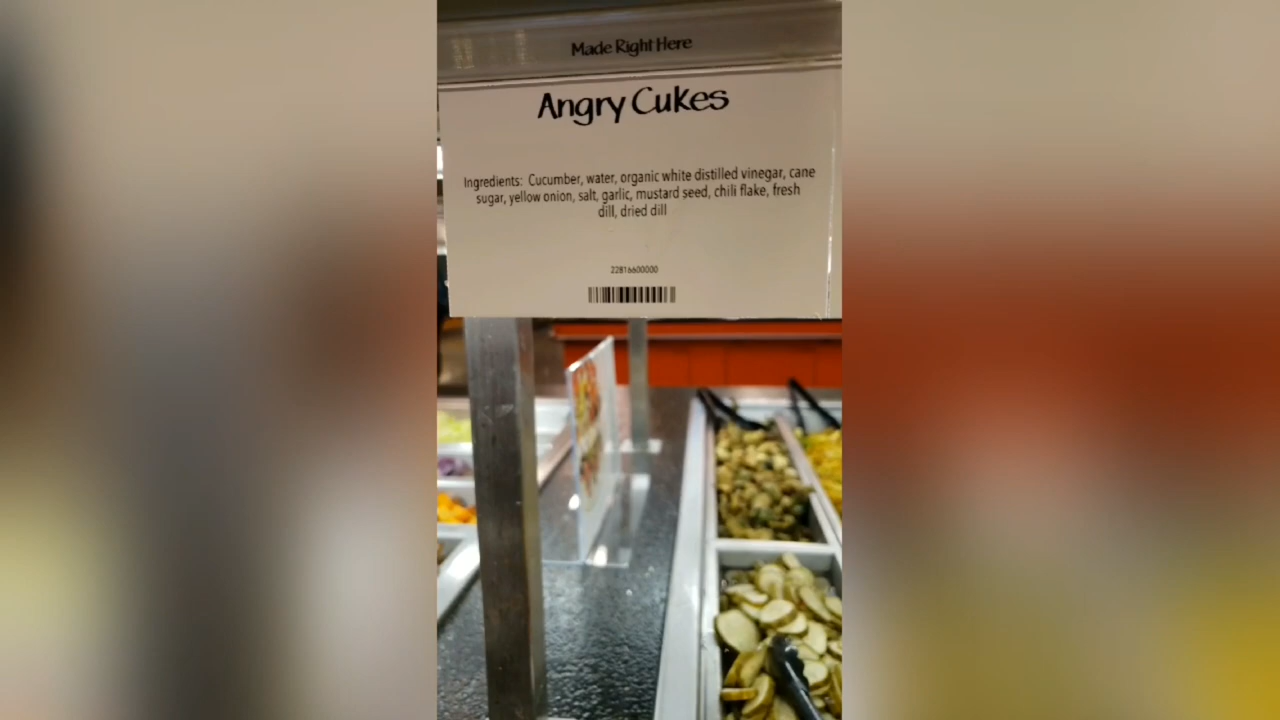 Made Right Here
Angry Cukes
Ingredients: Cucumber, water, organic white distilled vinegar, cane
sugar, yellow onion, salt, garlic, mustard seed, chili flake, fresh
dill, dried dill
22816600000